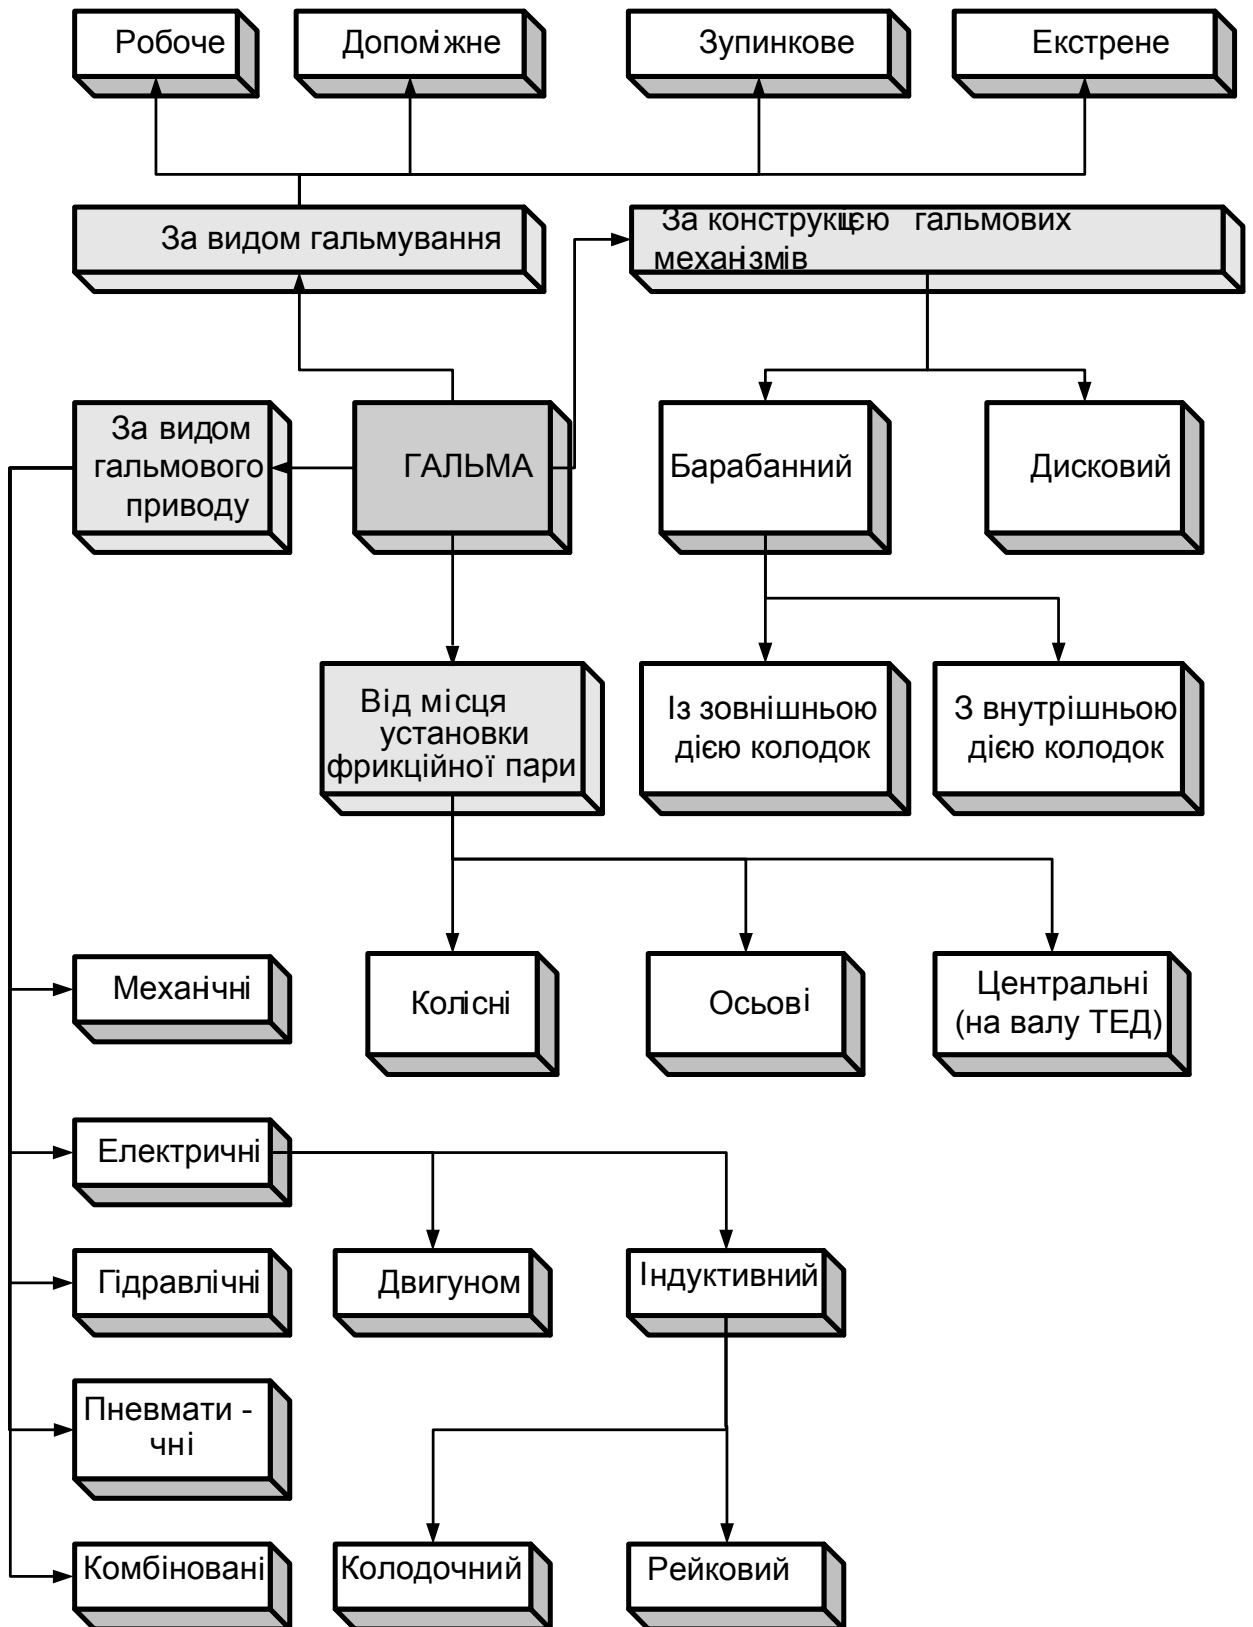 Робоче
Допоміжне
Зупинкове
Екстрене
За видом гальмування
За конструкцією гальмових
механізмів
За видом
гальмового
приводу
ГАЛЬМА
Барабанний
Дисковий
Від місця
установки
фрикційної пари
Із зовнішньою
дією колодок
З внутрішньою
дією колодок
Механічні
Колісні
Осьові
Центральні
(на валу ТЕД)
Електричні
Гідравлічні
Двигуном
Індуктивний
Пневмати -
чні
Комбіновані
Колодочний
Рейковий